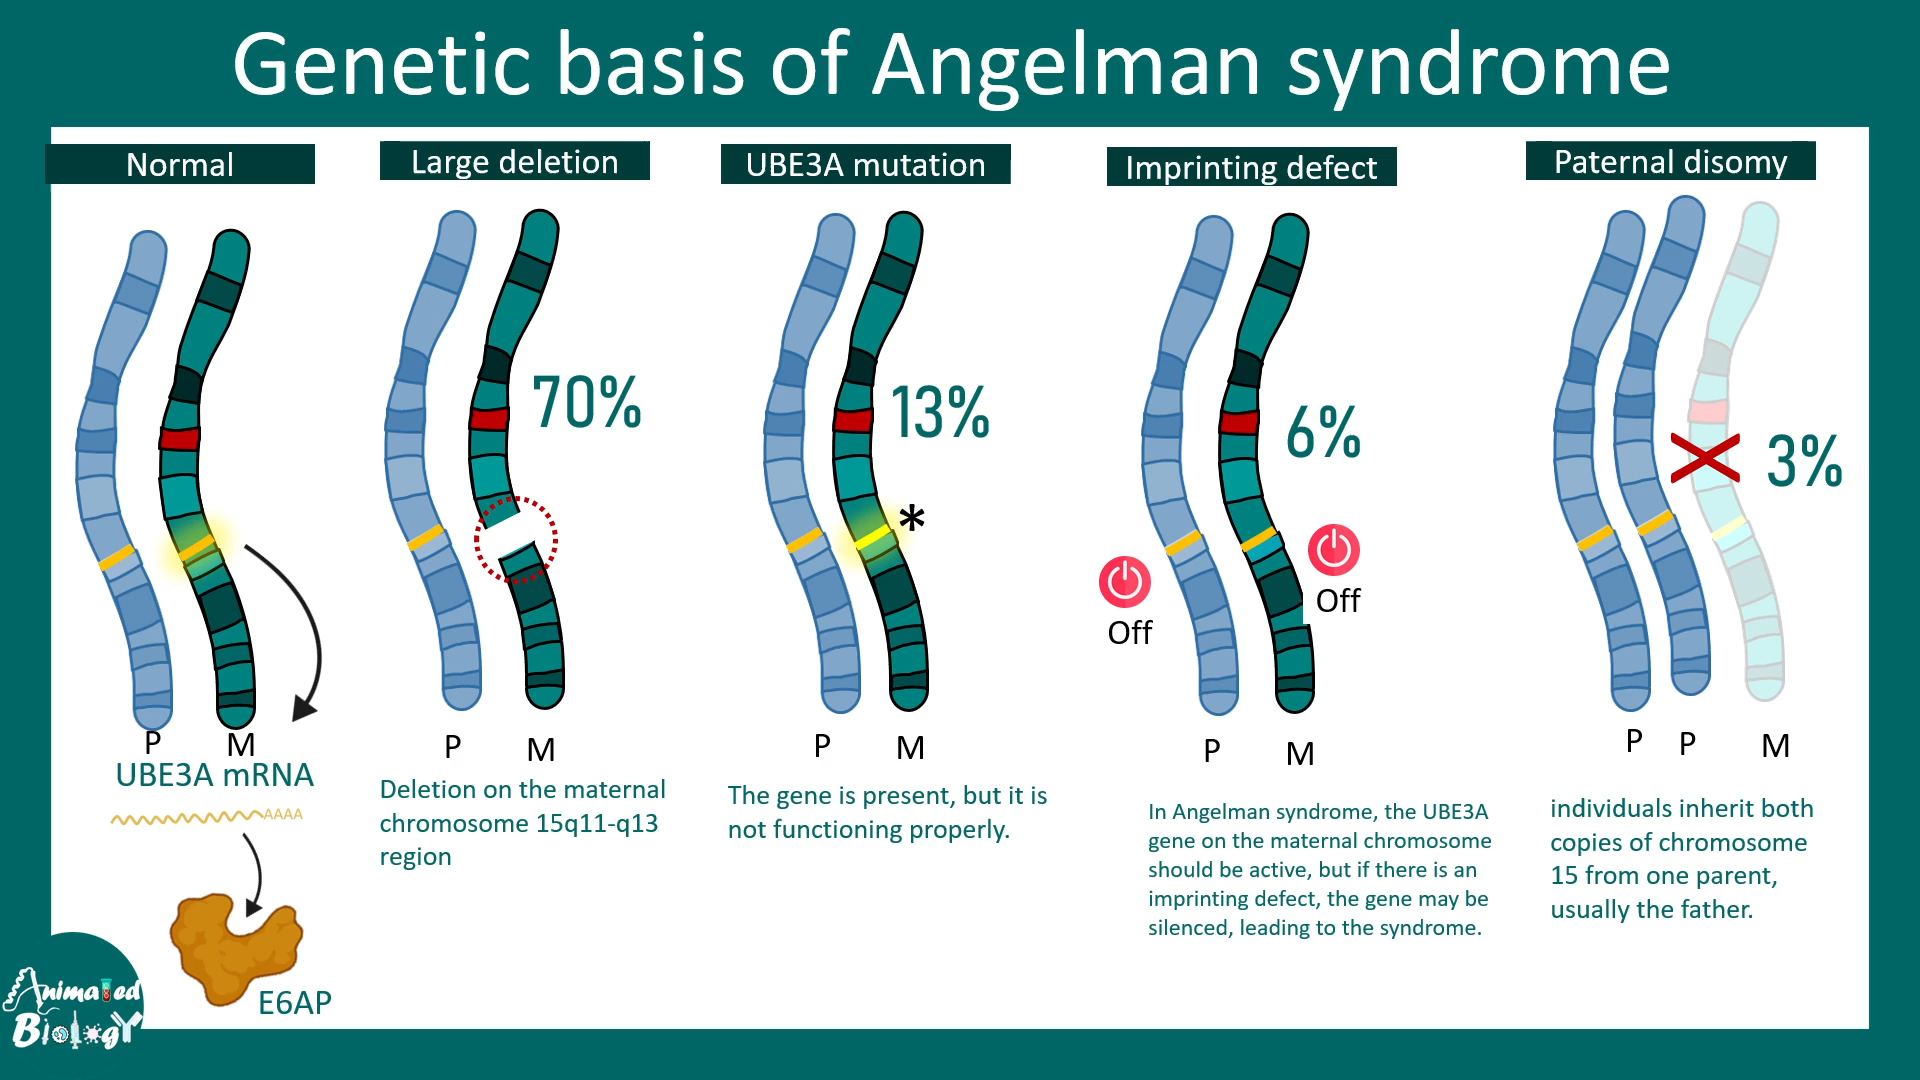 Genetic basis of Angelman syndrome
Normal
P
M
UBE3A mRNA
AAAA
E6AP
Large deletion
70%
P
M
Deletion on the maternal
chromosome 15q11-q13
region
UBE3A mutation
*
13%
P
M
The gene is present, but it is
not functioning properly.
Imprinting defect
6%
Off
Off
P
M
In Angelman syndrome, the UBE3A
gene on the maternal chromosome
should be active, but if there is an
imprinting defect, the gene may be
silenced, leading to the syndrome.
Paternal disomy
3%
P
P
M
individuals inherit both
copies of chromosome
15 from one parent,
usually the father.
Animated
Biology